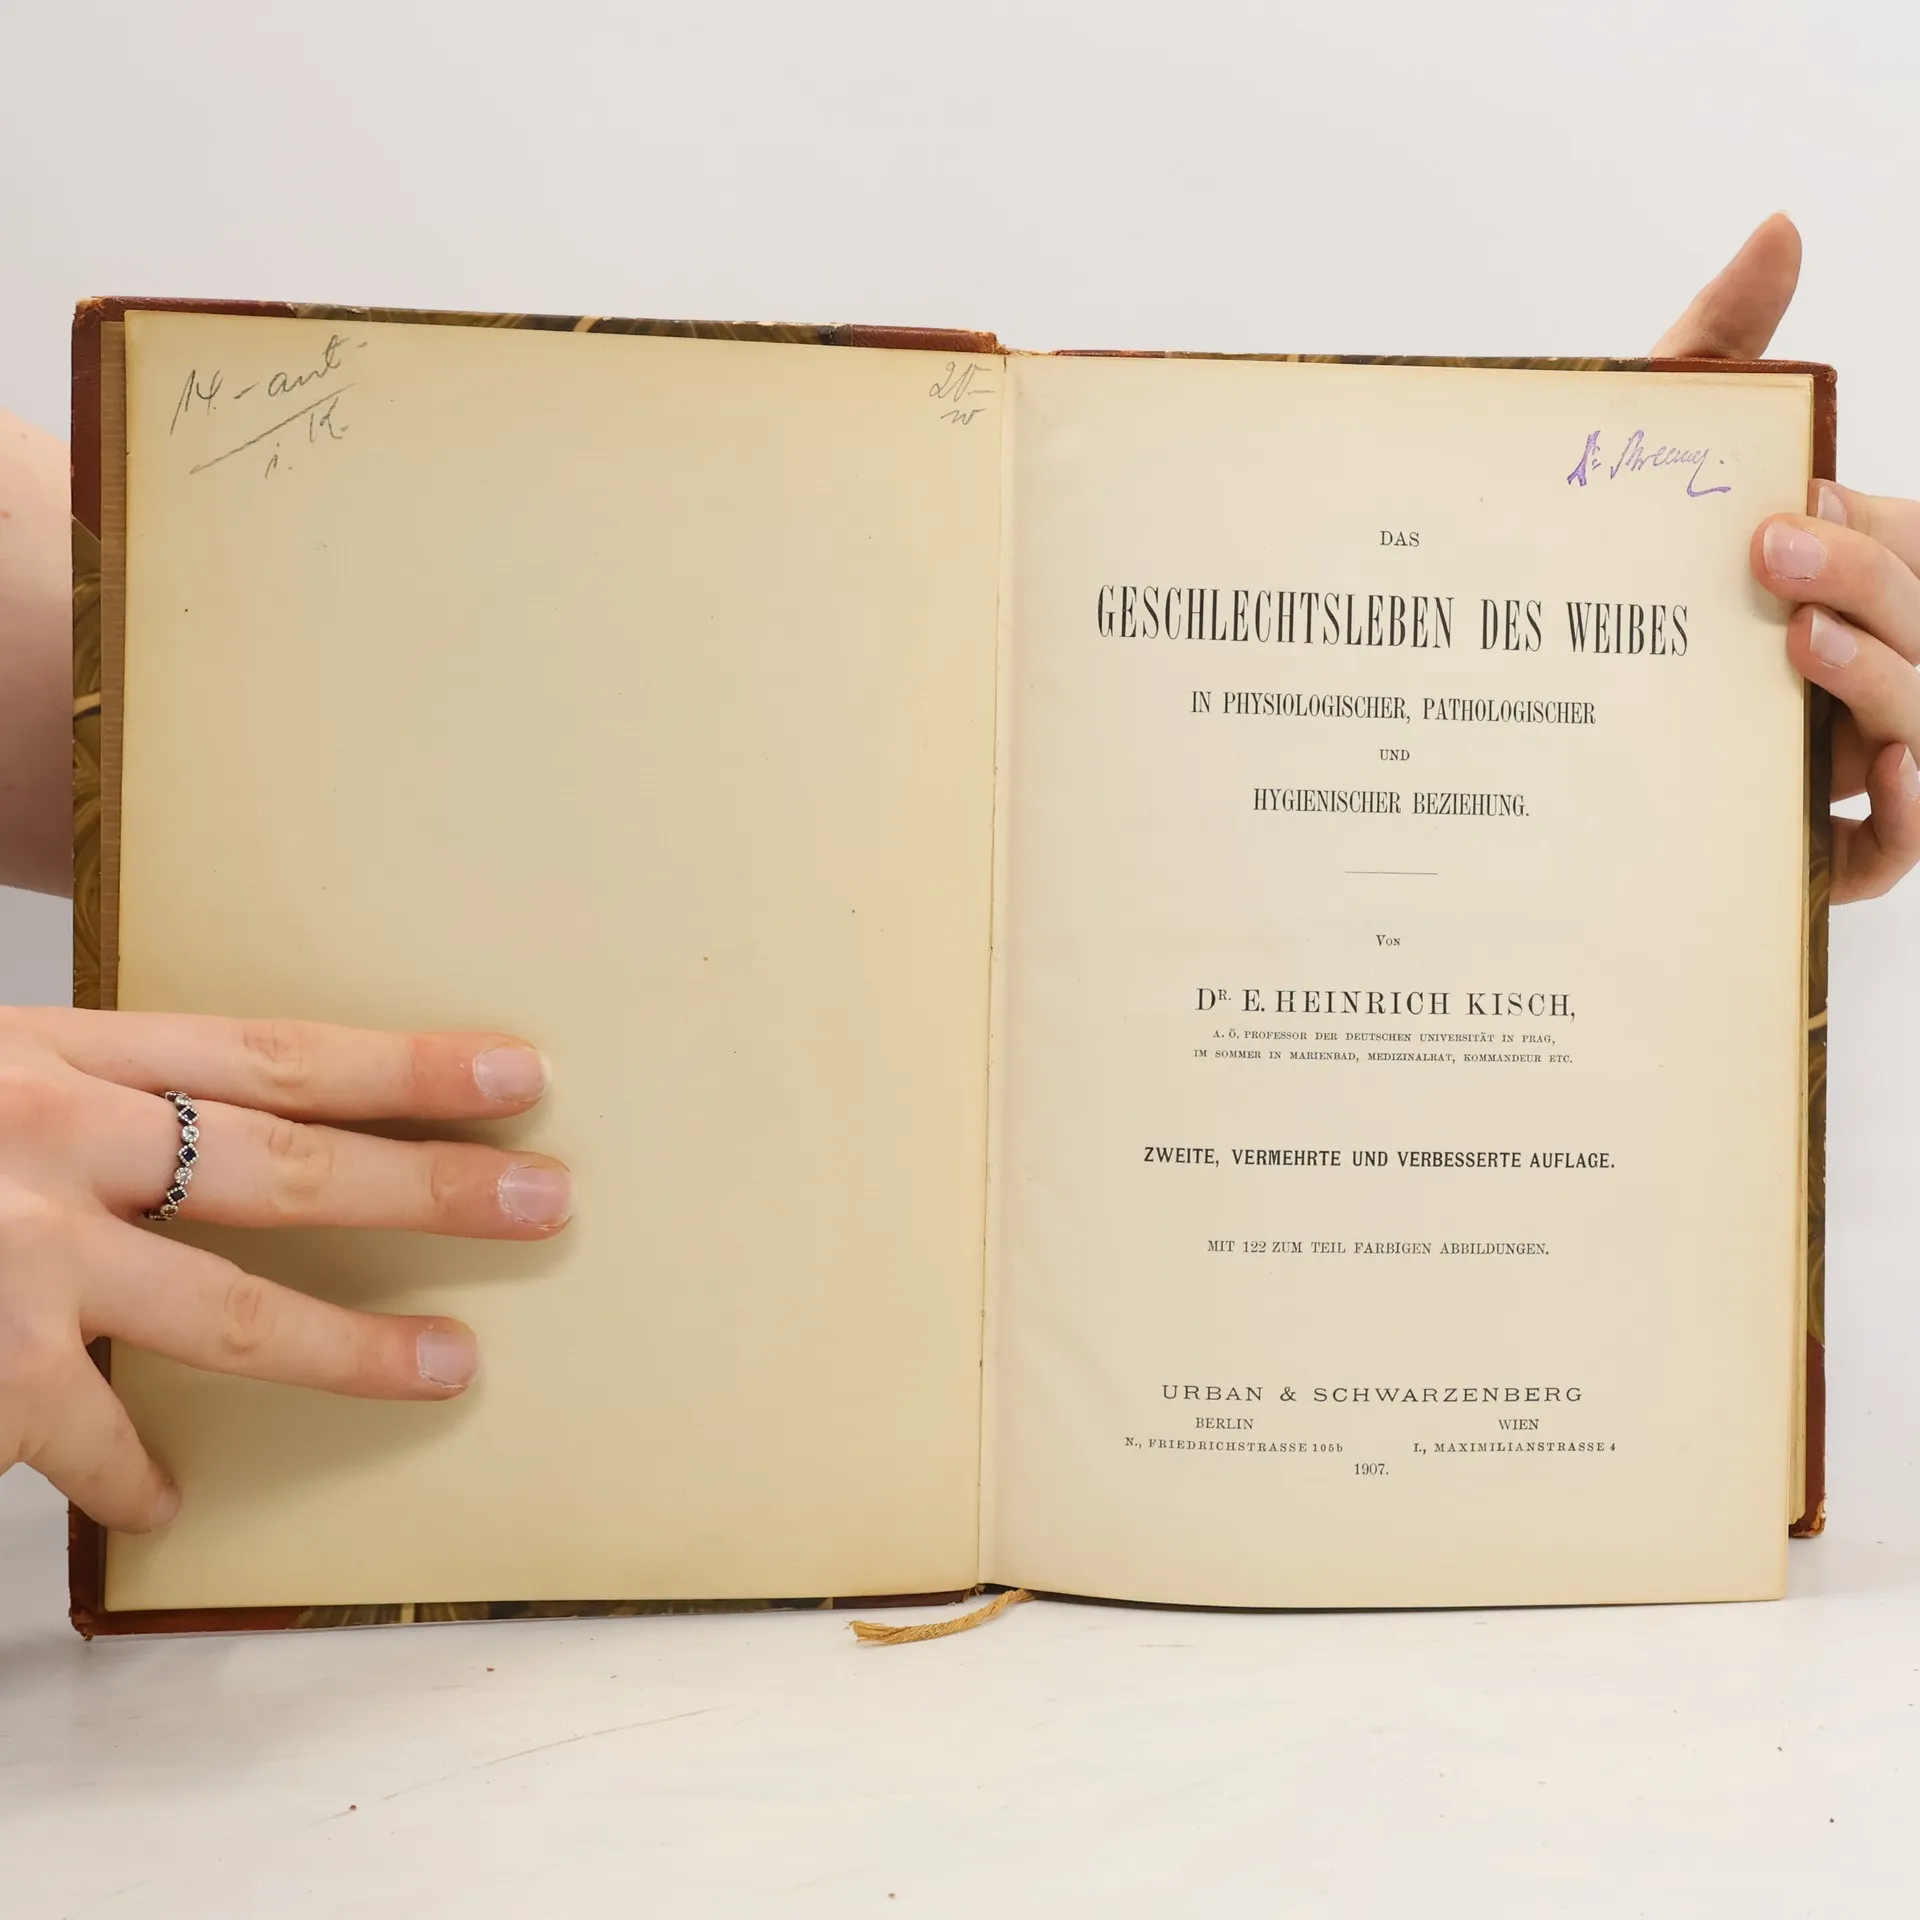 14 - ant-
i. K.
DAS
GESCHLECHTSLEBEN DES WEIBES
IN PHYSIOLOGISCHER, PATHOLOGISCHER
UND
HYGIENISCHER BEZIEHUNG.
VON
DR. E. HEINRICH KISCH,
A. Ö. PROFESSOR DER DEUTSCHEN UNIVERSITÄT IN PRAG,
IM SOMMER IN MARIENBAD, MEDIZINALRAT, KOMMANDEUR ETC.
ZWEITE, VERMEHRTE UND VERBESSERTE AUFLAGE.
MIT 122 ZUM TEIL FARBIGEN ABBILDUNGEN.
URBAN & SCHWARZENBERG
BERLIN WIEN
N., FRIEDRICHSTRASSE 105b I., MAXIMILIANSTRASSE 4
1907.